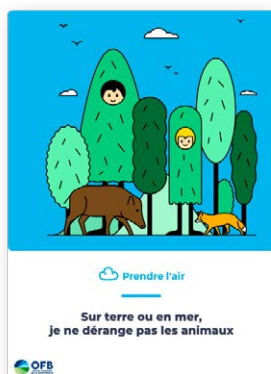 Prendre l'air
Sur terre ou en mer,
je ne dérange pas les animaux
OFB